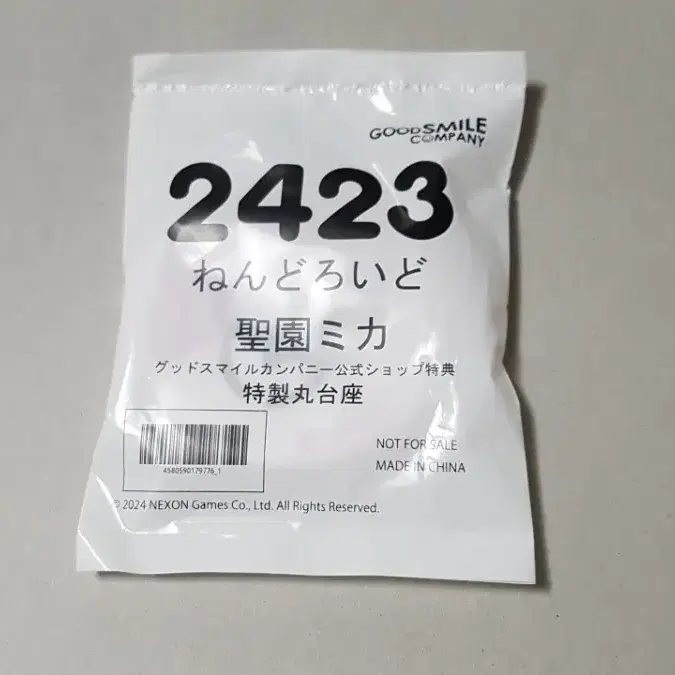 GOODSMILE
COMPANY
2423
ねんどろいど
聖園ミカ
グッドスマイルカンパニー公式ショップ特典
特製丸台座
4580590179776_1
NOT FOR SALE
MADE IN CHINA
© 2024 NEXON Games Co., Ltd. All Rights Reserved.